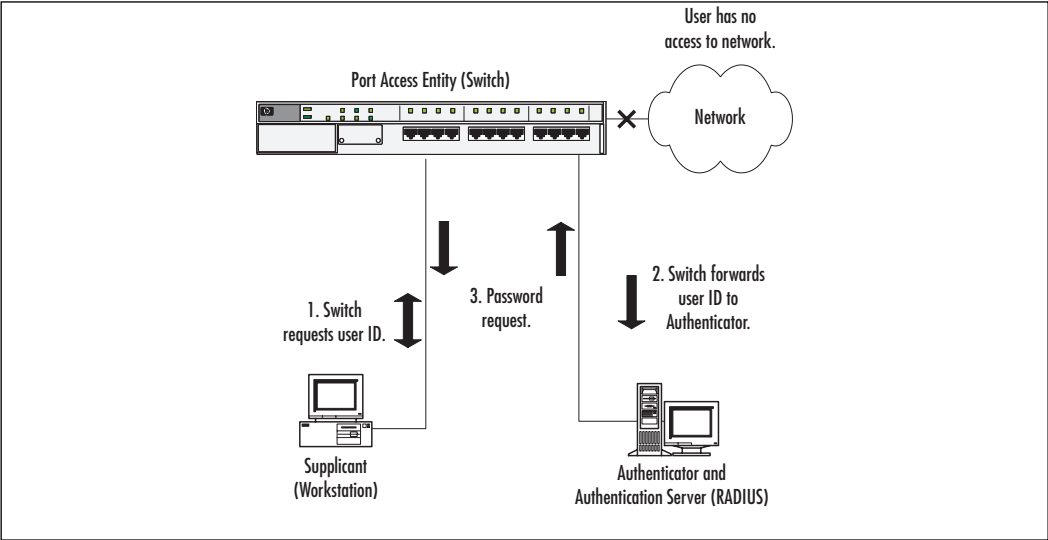 User has no
access to network.
Port Access Entity (Switch)
Network
1. Switch
requests user ID.
3. Password
request.
2. Switch forwards
user ID to
Authenticator.
Supplicant
(Workstation)
Authenticator and
Authentication Server (RADIUS)